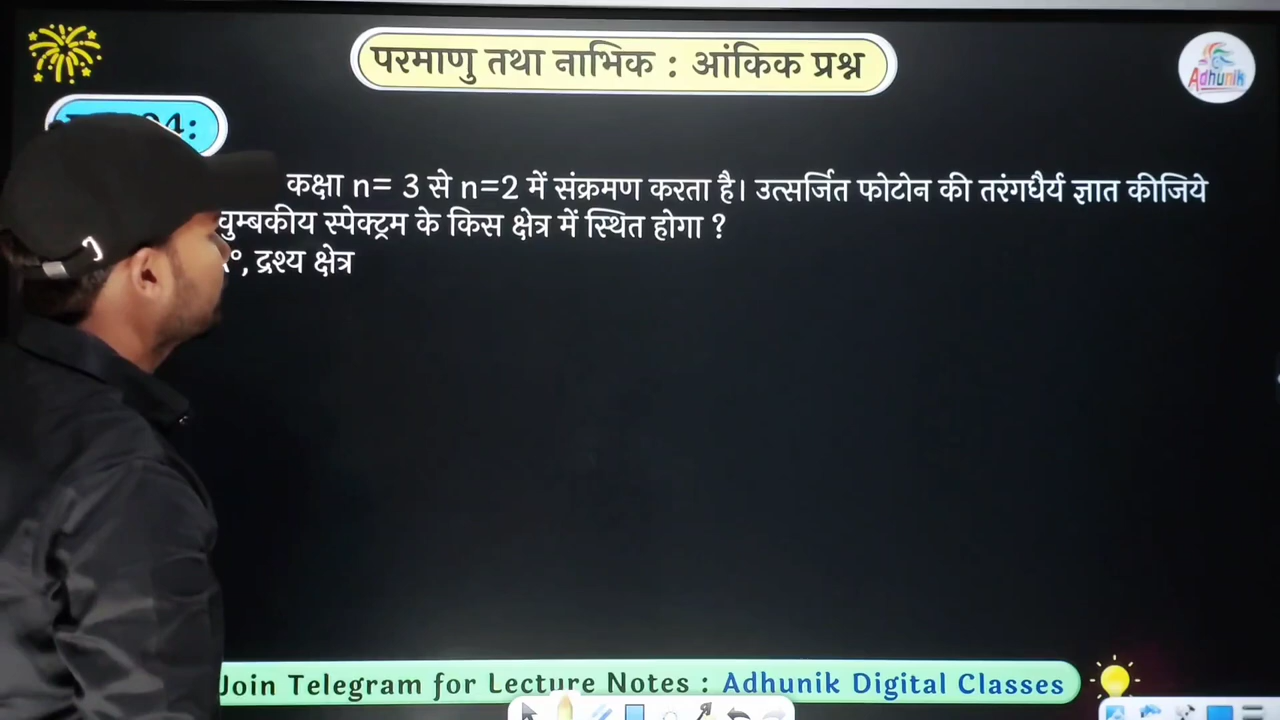 परमाणु तथा नाभिक : आंकिक प्रश्न
Adhunik
4:
कक्षा n= 3 से n=2 में संक्रमण करता है। उत्सर्जित फोटोन की तरंगधैर्य ज्ञात कीजिये
चुम्बकीय स्पेक्ट्रम के किस क्षेत्र में स्थित होगा ?
द्रश्य क्षेत्र
Join Telegram for Lecture Notes : Adhunik Digital Classes